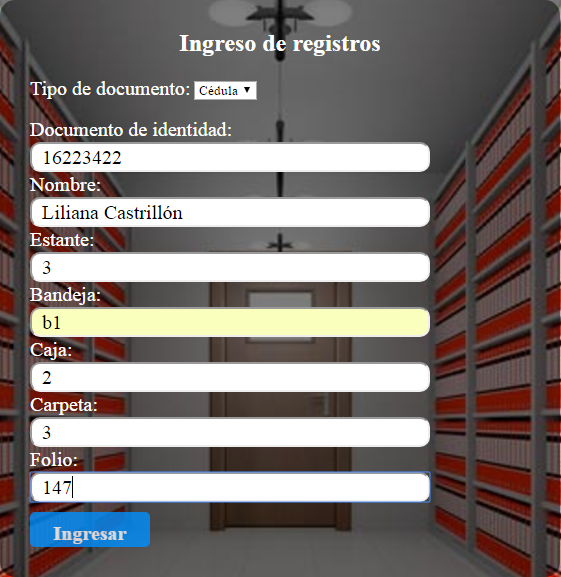 Ingreso de registros
Tipo de documento: Cédula
Documento de identidad:
16223422
Nombre:
Liliana Castrillón
Estante:
3
Bandeja:
b1
Caja:
2
Carpeta:
3
Folio:
147
Ingresar